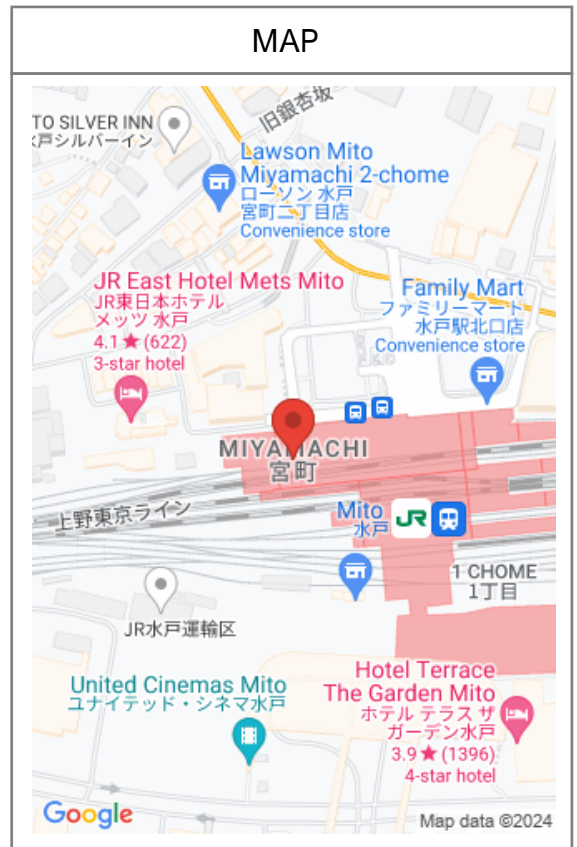 MAP
TO SILVER INN
戸シルバーイン
旧銀杏坂
Lawson Mito
Miyamachi 2-chome
ローソン 水戸
宮町二丁目店
Convenience store
JR East Hotel Mets Mito
JR東日本ホテル
メッツ 水戸
4.1★(622)
3-star hotel
Family Mart
ファミリーマート
水戸駅北口店
Convenience store
MIYAMACHI
宮町
上野東京ライン
Mito
水戸
JR
1 CHOME
1丁目
JR水戸運輸区
United Cinemas Mito
ユナイテッド・シネマ水戸
Hotel Terrace
The Garden Mito
ホテル テラス ザ
ガーデン水戸
3.9★(1396)
4-star hotel
Google
Map data ©2024